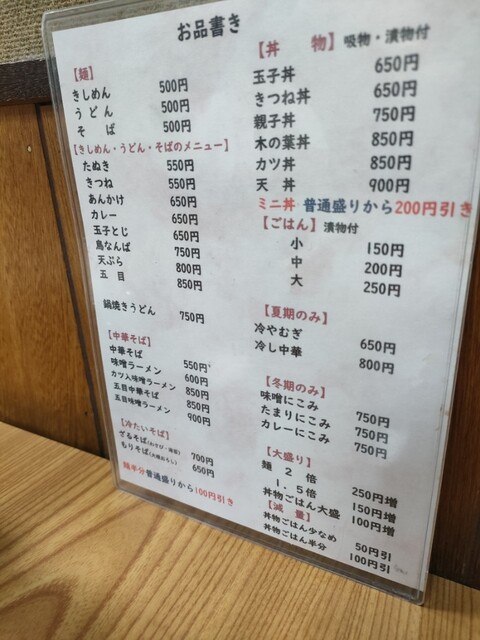 お品書き
【麺】
きしめん 500円
うどん 500円
そば 500円
【きしめん・うどん・そばのメニュー】
たぬき 550円
きつね 550円
あんかけ 650円
カレー 650円
玉子とじ 650円
鳥なんば 750円
天ぷら 800円
五目 850円
鍋焼きうどん 750円
【中華そば】
中華そば 550円
味噌ラーメン 600円
カツ入味噌ラーメン 850円
五目中華そば 850円
五目味噌ラーメン 900円
【冷たいそば】
ざるそば(わさび・海苔) 700円
もりそば(大根おろし) 650円
麺半分普通盛りから100円引き
【丼物】吸物・漬物付
玉子丼 650円
きつね丼 650円
親子丼 750円
木の葉丼 850円
カツ丼 850円
天丼 900円
ミニ丼 普通盛りから200円引き
【ごはん】漬物付
小 150円
中 200円
大 250円
【夏期のみ】
冷やむぎ 650円
冷し中華 800円
【冬期のみ】
味噌にこみ 750円
たまりにこみ 750円
カレーにこみ 750円
【大盛り】
麺2倍 250円増
1.5倍 150円増
丼物ごはん大盛 100円増
【減量】
丼物ごはん少なめ 50円引
丼物ごはん半分 100円引